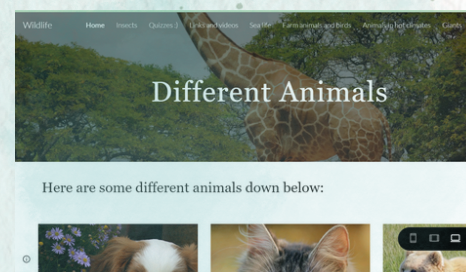 Wildlife Home Insects Quizzes :) Links and videos Sea life Farm animals and birds Animals in hot climates Giants
Different Animals
Here are some different animals down below: